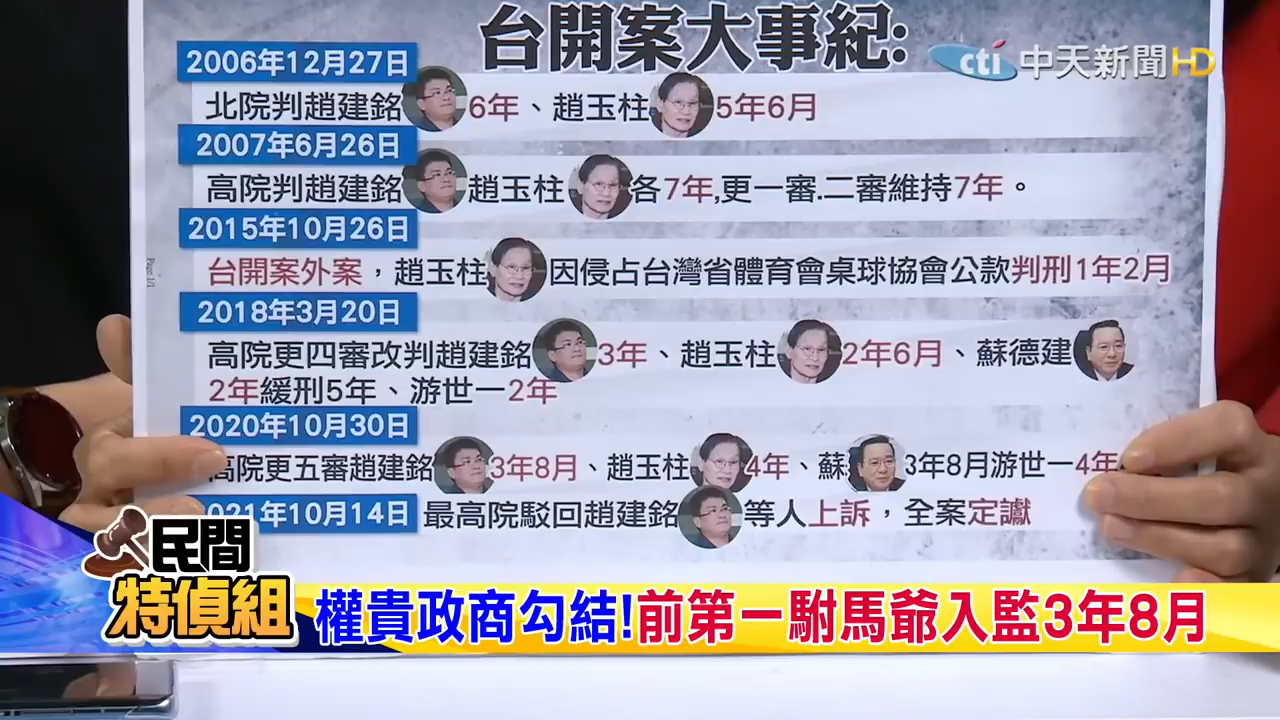 台開案大事紀:
cti 中天新聞HD
2006年12月27日
北院判趙建銘6年、趙玉柱5年6月
2007年6月26日
高院判趙建銘趙玉柱各7年,更一審.二審維持7年。
2015年10月26日
台開案外案，趙玉柱因侵占台灣省體育會桌球協會公款判刑1年2月
2018年3月20日
高院更四審改判趙建銘3年、趙玉柱2年6月、蘇德建
2年緩刑5年、游世一2年
2020年10月30日
高院更五審趙建銘3年8月、趙玉柱4年、蘇3年8月游世一4年
2021年10月14日 最高院駁回趙建銘等人上訴，全案定讞
Page 1/1
民間
特偵組
權貴政商勾結!前第一駙馬爺入監3年8月